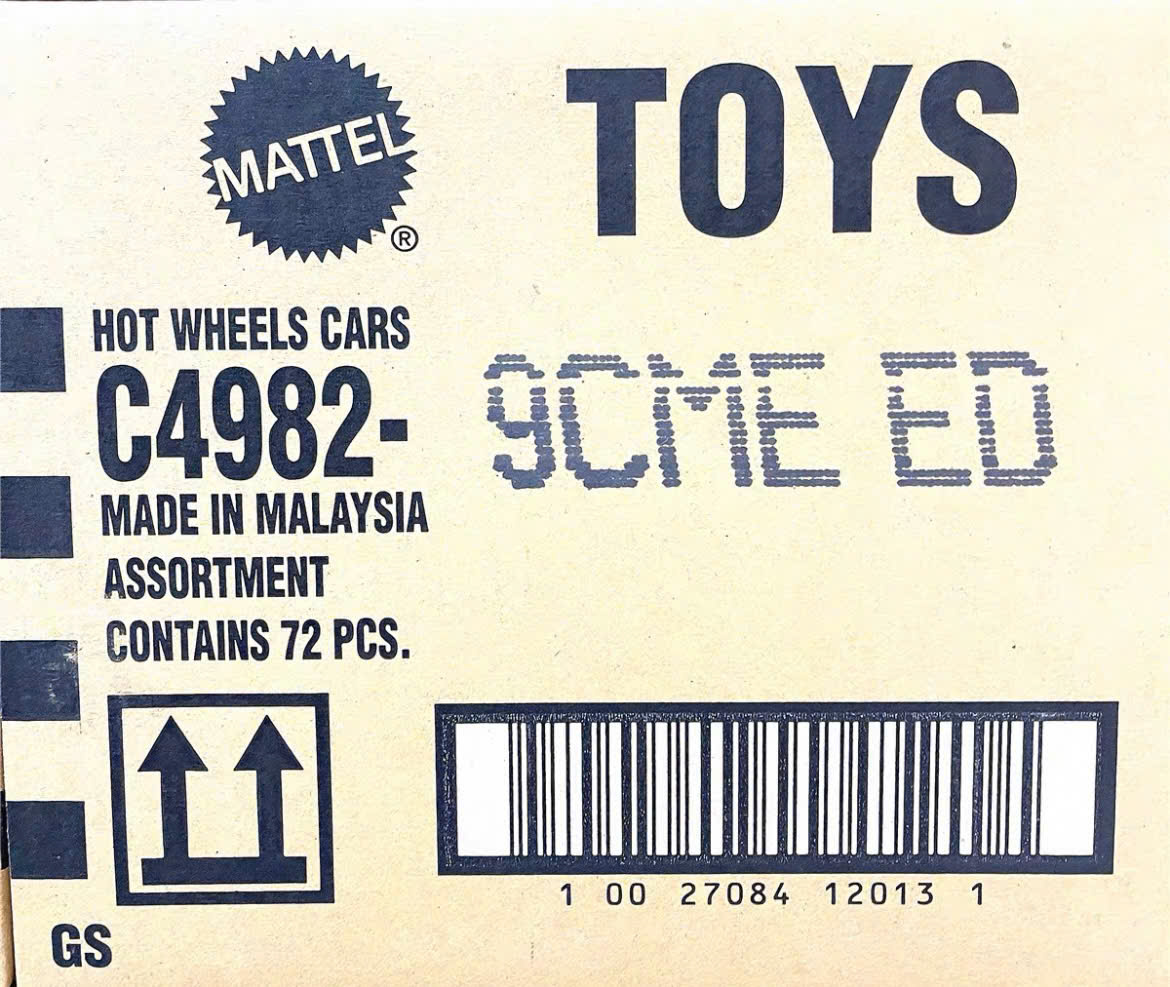 MATTEL
®
TOYS
HOT WHEELS CARS
C4982-
9CME ED
MADE IN MALAYSIA
ASSORTMENT
CONTAINS 72 PCS.
1 00 27084 12013 1
GS